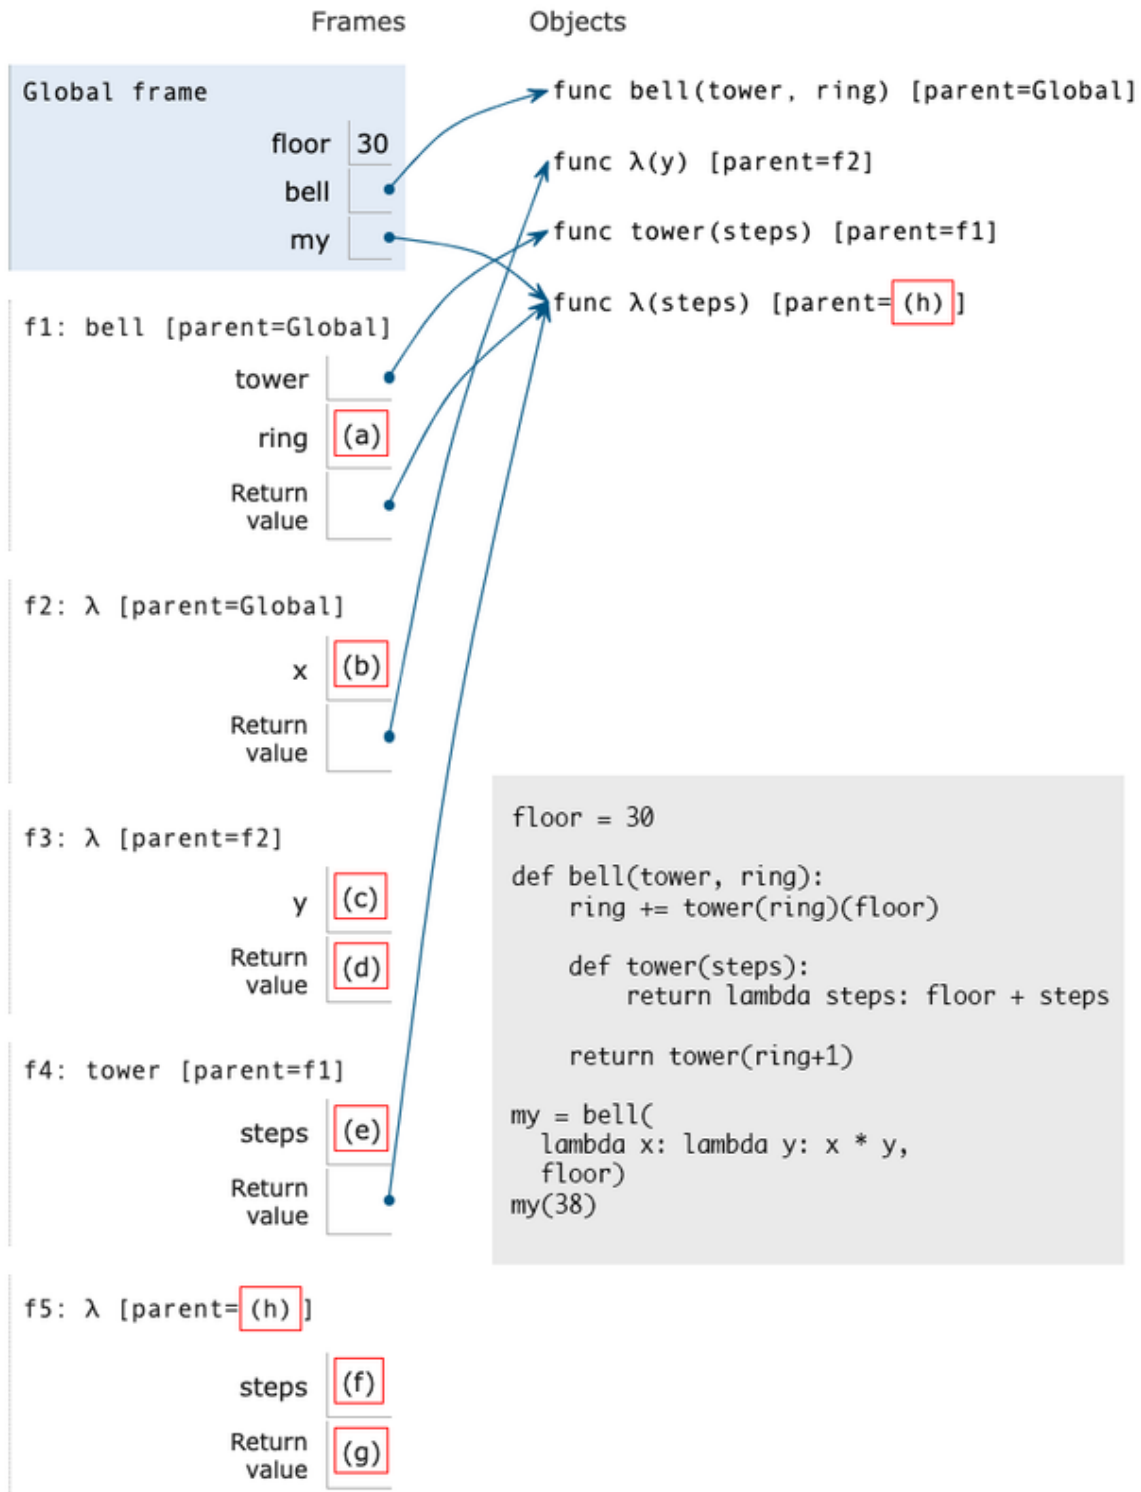 Frames Objects
Global frame
floor 30
bell
my
func bell(tower, ring) [parent=Global]
func λ(y) [parent=f2]
func tower(steps) [parent=f1]
func λ(steps) [parent= (h) ]
f1: bell [parent=Global]
tower
ring (a)
Return
value
f2: λ [parent=Global]
x (b)
Return
value
f3: λ [parent=f2]
y (c)
Return
value (d)
f4: tower [parent=f1]
steps (e)
Return
value
f5: λ [parent= (h) ]
steps (f)
Return
value (g)
floor = 30
def bell(tower, ring):
    ring += tower(ring)(floor)
    def tower(steps):
        return lambda steps: floor + steps
    return tower(ring+1)
my = bell(
  lambda x: lambda y: x * y,
  floor)
my(38)